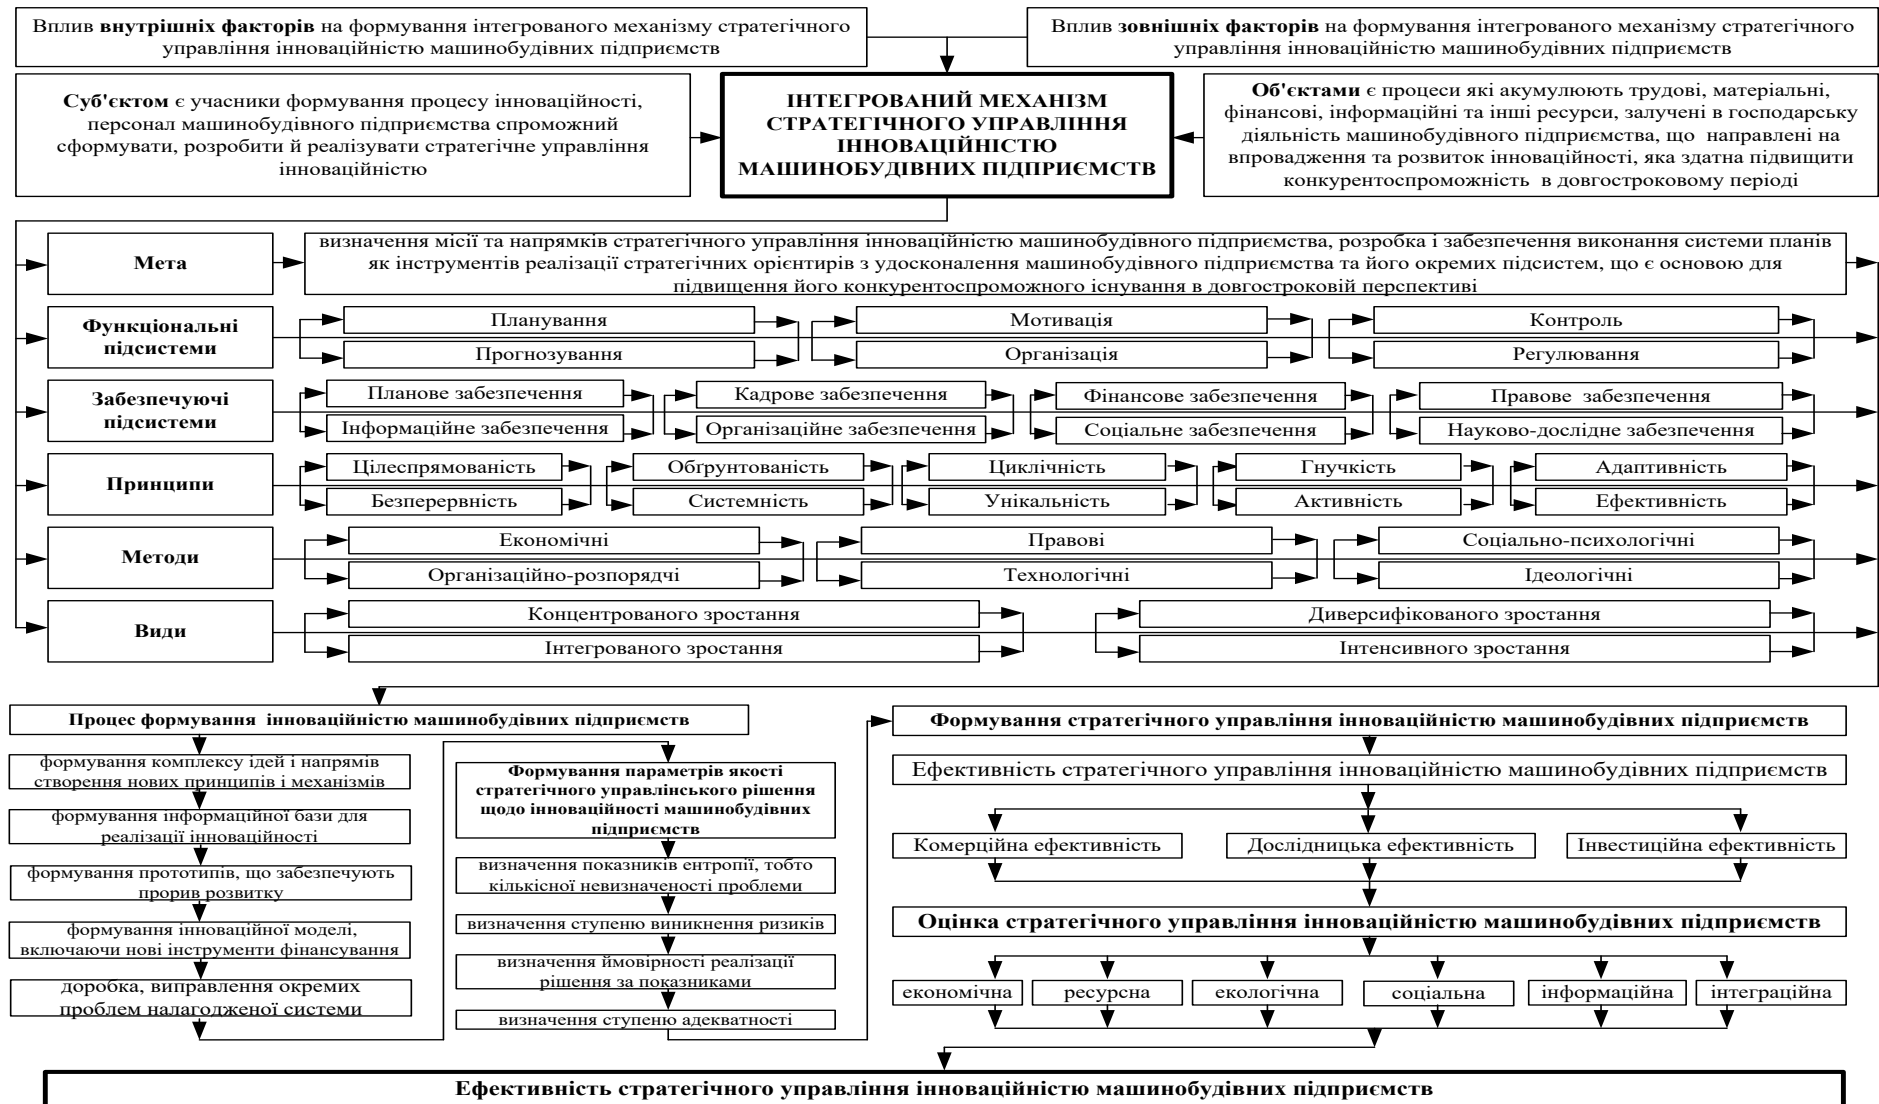 Вплив внутрішніх факторів на формування інтегрованого механізму стратегічного
управління інноваційністю машинобудівних підприємств
Вплив зовнішніх факторів на формування інтегрованого механізму стратегічного
управління інноваційністю машинобудівних підприємств
Суб'єктом є учасники формування процесу інноваційності,
персонал машинобудівного підприємства спроможний
сформувати, розробити й реалізувати стратегічне управління
інноваційністю
ІНТЕГРОВАНИЙ МЕХАНІЗМ
СТРАТЕГІЧНОГО УПРАВЛІННЯ
ІННОВАЦІЙНІСТЮ
МАШИНОБУДІВНИХ ПІДПРИЄМСТВ
Об'єктами є процеси які акумулюють трудові, матеріальні,
фінансові, інформаційні та інші ресурси, залучені в господарську
діяльність машинобудівного підприємства, що направлені на
впровадження та розвиток інноваційності, яка здатна підвищити
конкурентоспроможність в довгостроковому періоді
Мета
визначення місії та напрямків стратегічного управління інноваційністю машинобудівного підприємства, розробка і забезпечення виконання системи планів
як інструментів реалізації стратегічних орієнтирів з удосконалення машинобудівного підприємства та його окремих підсистем, що є основою для
підвищення його конкурентоспроможного існування в довгостроковій перспективі
Функціональні
підсистеми
Планування
Мотивація
Контроль
Прогнозування
Організація
Регулювання
Забезпечуючі
підсистеми
Планове забезпечення
Кадрове забезпечення
Фінансове забезпечення
Правове забезпечення
Інформаційне забезпечення
Організаційне забезпечення
Соціальне забезпечення
Науково-дослідне забезпечення
Принципи
Цілеспрямованість
Обґрунтованість
Циклічність
Гнучкість
Адаптивність
Безперервність
Системність
Унікальність
Активність
Ефективність
Методи
Економічні
Правові
Соціально-психологічні
Організаційно-розпорядчі
Технологічні
Ідеологічні
Види
Концентрованого зростання
Диверсифікованого зростання
Інтегрованого зростання
Інтенсивного зростання
Процес формування інноваційністю машинобудівних підприємств
формування комплексу ідей і напрямів
створення нових принципів і механізмів
формування інформаційної бази для
реалізації інноваційності
формування прототипів, що забезпечують
прорив розвитку
формування інноваційної моделі,
включаючи нові інструменти фінансування
доробка, виправлення окремих
проблем налагодженої системи
Формування параметрів якості
стратегічного управлінського рішення
щодо інноваційності машинобудівних
підприємств
визначення показників ентропії, тобто
кількісної невизначеності проблеми
визначення ступеню виникнення ризиків
визначення ймовірності реалізації
рішення за показниками
визначення ступеню адекватності
Формування стратегічного управління інноваційністю машинобудівних підприємств
Ефективність стратегічного управління інноваційністю машинобудівних підприємств
Комерційна ефективність
Дослідницька ефективність
Інвестиційна ефективність
Оцінка стратегічного управління інноваційністю машинобудівних підприємств
економічна
ресурсна
екологічна
соціальна
інформаційна
інтеграційна
Ефективність стратегічного управління інноваційністю машинобудівних підприємств